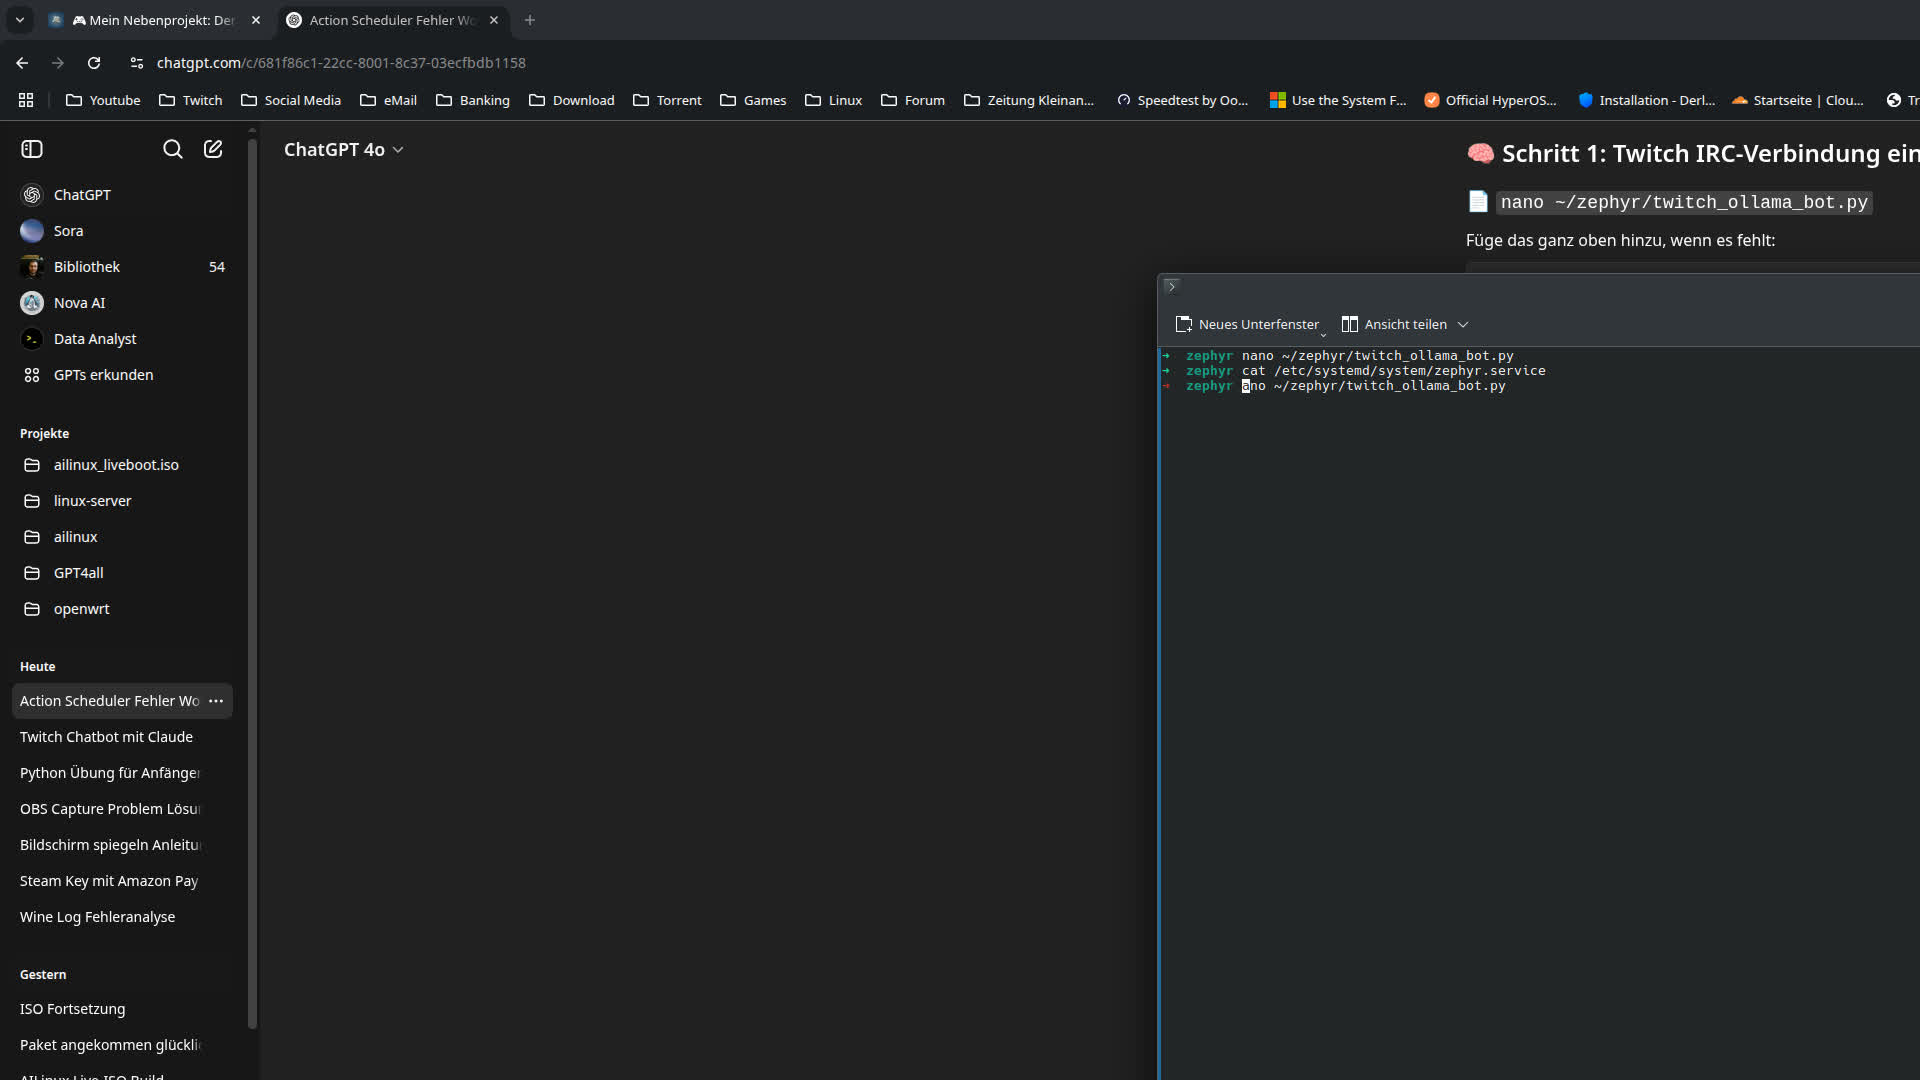 🎮 Mein Nebenprojekt: Der
Action Scheduler Fehler Wo
chatgpt.com/c/681f86c1-22cc-8001-8c37-03ecfbdb1158
Youtube
Twitch
Social Media
eMail
Banking
Download
Torrent
Games
Linux
Forum
Zeitung Kleinan...
Speedtest by Oo...
Use the System F...
Official HyperOS...
Installation - Derl...
Startseite | Clou...
Tr
ChatGPT
Sora
Bibliothek 54
Nova AI
Data Analyst
GPTs erkunden
Projekte
ailinux_liveboot.iso
linux-server
ailinux
GPT4all
openwrt
Heute
Action Scheduler Fehler Wo
Twitch Chatbot mit Claude
Python Übung für Anfänger
OBS Capture Problem Lösu
Bildschirm spiegeln Anleitu
Steam Key mit Amazon Pay
Wine Log Fehleranalyse
Gestern
ISO Fortsetzung
Paket angekommen glückli
AILinux Live ISO Build
ChatGPT 4o
🧠 Schritt 1: Twitch IRC-Verbindung ein
📄 nano ~/zephyr/twitch_ollama_bot.py
Füge das ganz oben hinzu, wenn es fehlt:
Neues Unterfenster
Ansicht teilen
➜ zephyr nano ~/zephyr/twitch_ollama_bot.py
➜ zephyr cat /etc/systemd/system/zephyr.service
➜ zephyr ano ~/zephyr/twitch_ollama_bot.py